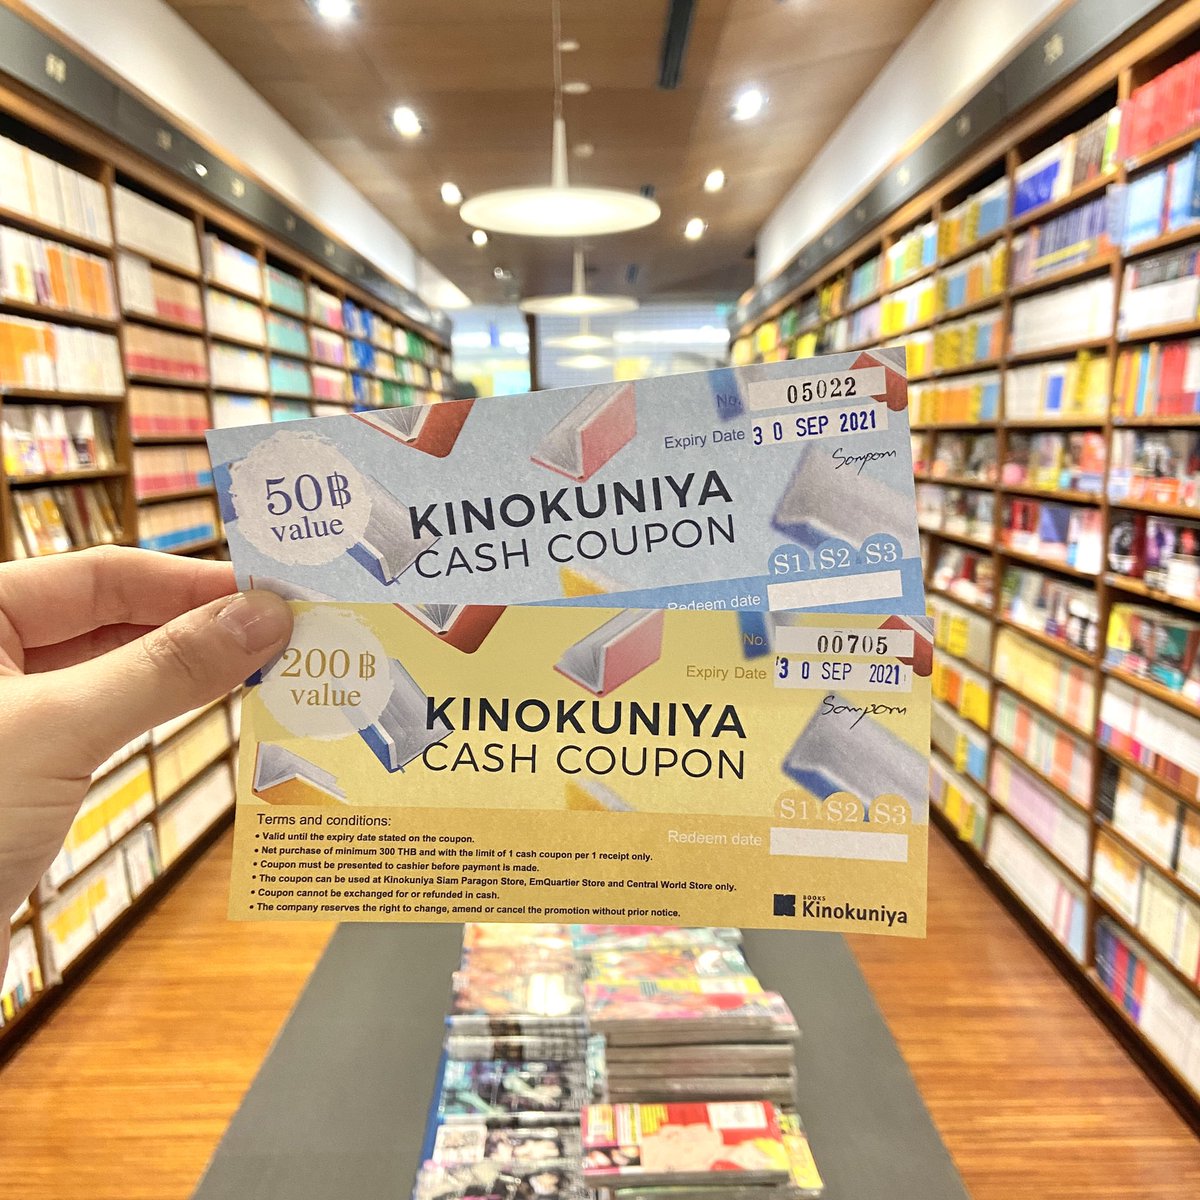 No. 05022
Expiry Date 30 SEP 2021
Somporn
50฿
value
KINOKUNIYA
CASH COUPON
S1 S2 S3
Redeem date
No. 00705
Expiry Date 30 SEP 2021
Somporn
200฿
value
KINOKUNIYA
CASH COUPON
S1 S2 S3
Redeem date
Terms and conditions:
• Valid until the expiry date stated on the coupon.
• Net purchase of minimum 300 THB and with the limit of 1 cash coupon per 1 receipt only.
• Coupon must be presented to cashier before payment is made.
• The coupon can be used at Kinokuniya Siam Paragon Store, EmQuartier Store and Central World Store only.
• Coupon cannot be exchanged for or refunded in cash.
• The company reserves the right to change, amend or cancel the promotion without prior notice.
BOOKS
Kinokuniya